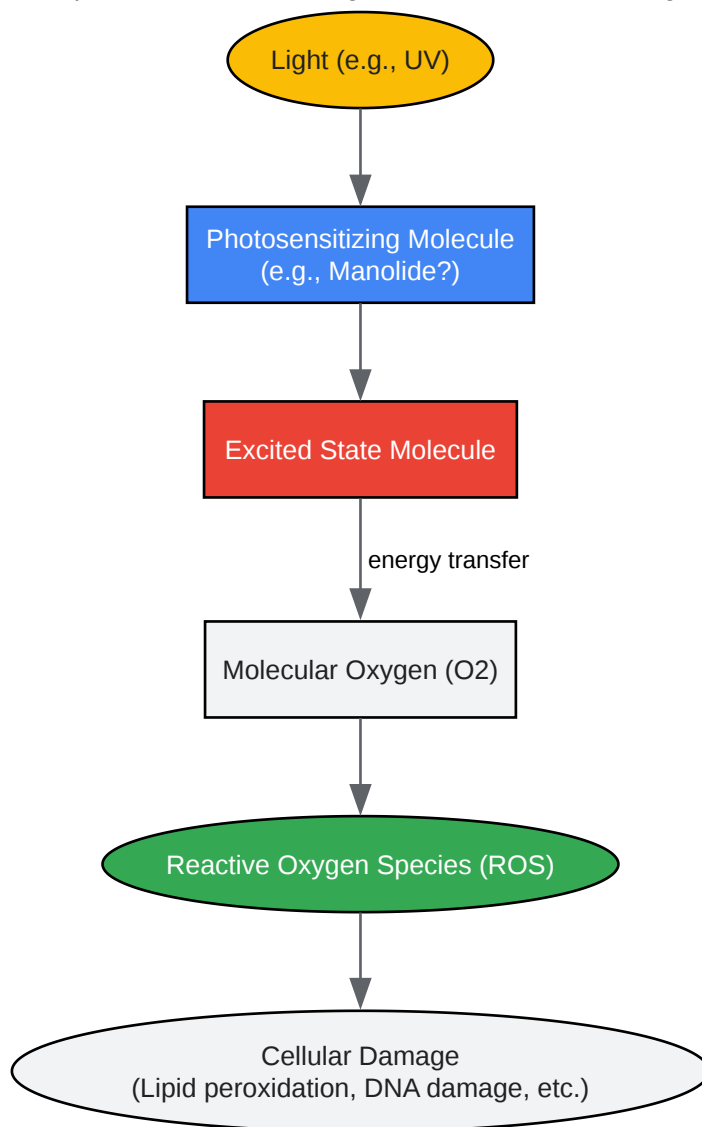 Light (e.g., UV)
Photosensitizing Molecule
(e.g., Manolide?)
Excited State Molecule
energy transfer
Molecular Oxygen (O2)
Reactive Oxygen Species (ROS)
Cellular Damage
(Lipid peroxidation, DNA damage, etc.)